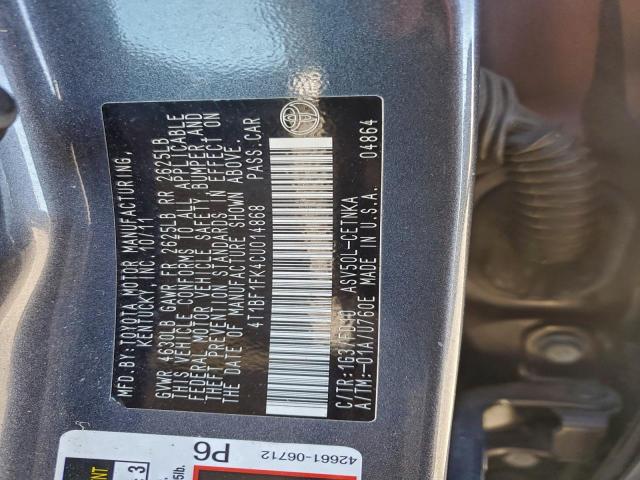 MFD. BY: TOYOTA MOTOR MANUFACTURING,
KENTUCKY, INC. 10/11
GVWR 4630LB GAWR FR 2625LB RR 2625LB
THIS VEHICLE CONFORMS TO ALL APPLICABLE
FEDERAL MOTOR VEHICLE SAFETY, BUMPER, AND
THEFT PREVENTION STANDARDS IN EFFECT ON
THE DATE OF MANUFACTURE SHOWN ABOVE.
4T1BF1FK4CU014868 PASS.CAR
C/TR:1G3/FD40 ASV50L-CETNKA
A/TM:-01A/U760E MADE IN U.S.A. 04864
P6
42661-06712